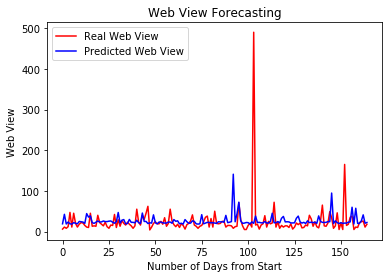 Web View Forecasting
Real Web View
Predicted Web View
Web View
500
400
300
200
100
0
0
25
50
75
100
125
150
Number of Days from Start